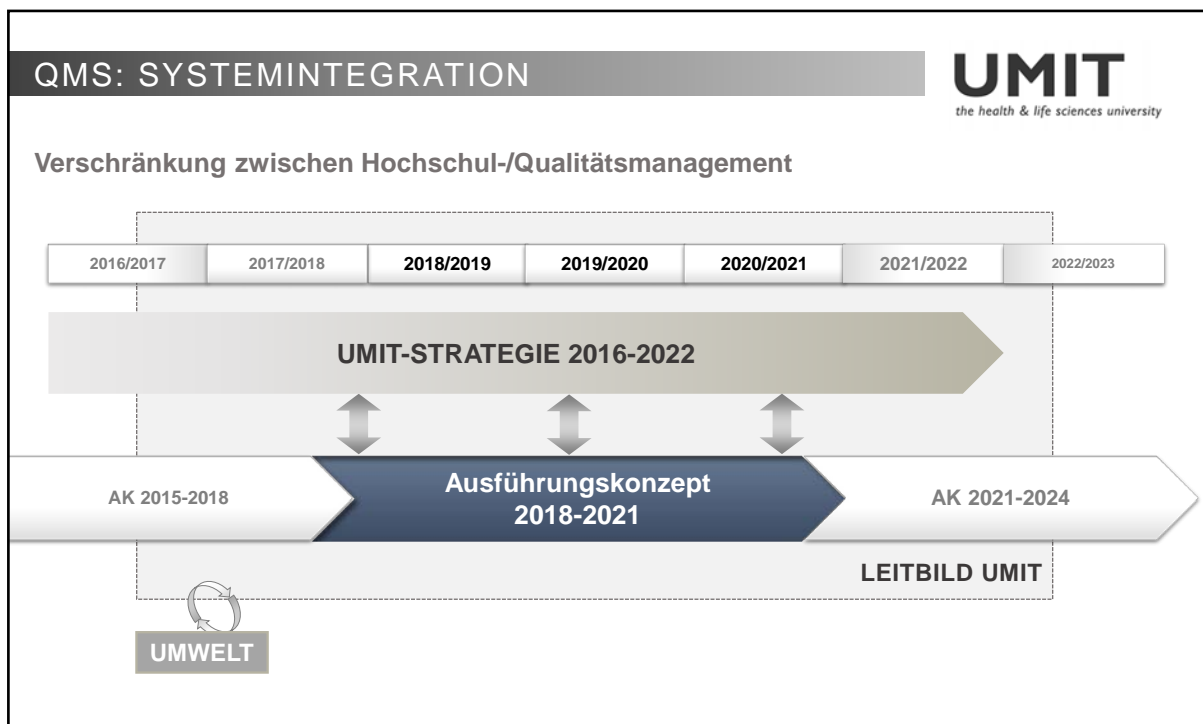 QMS: SYSTEMINTEGRATION
UMIT
the health & life sciences university
Verschränkung zwischen Hochschul-/Qualitätsmanagement
2016/2017 2017/2018 2018/2019 2019/2020 2020/2021 2021/2022 2022/2023
UMIT-STRATEGIE 2016-2022
AK 2015-2018
Ausführungskonzept
2018-2021
AK 2021-2024
LEITBILD UMIT
UMWELT